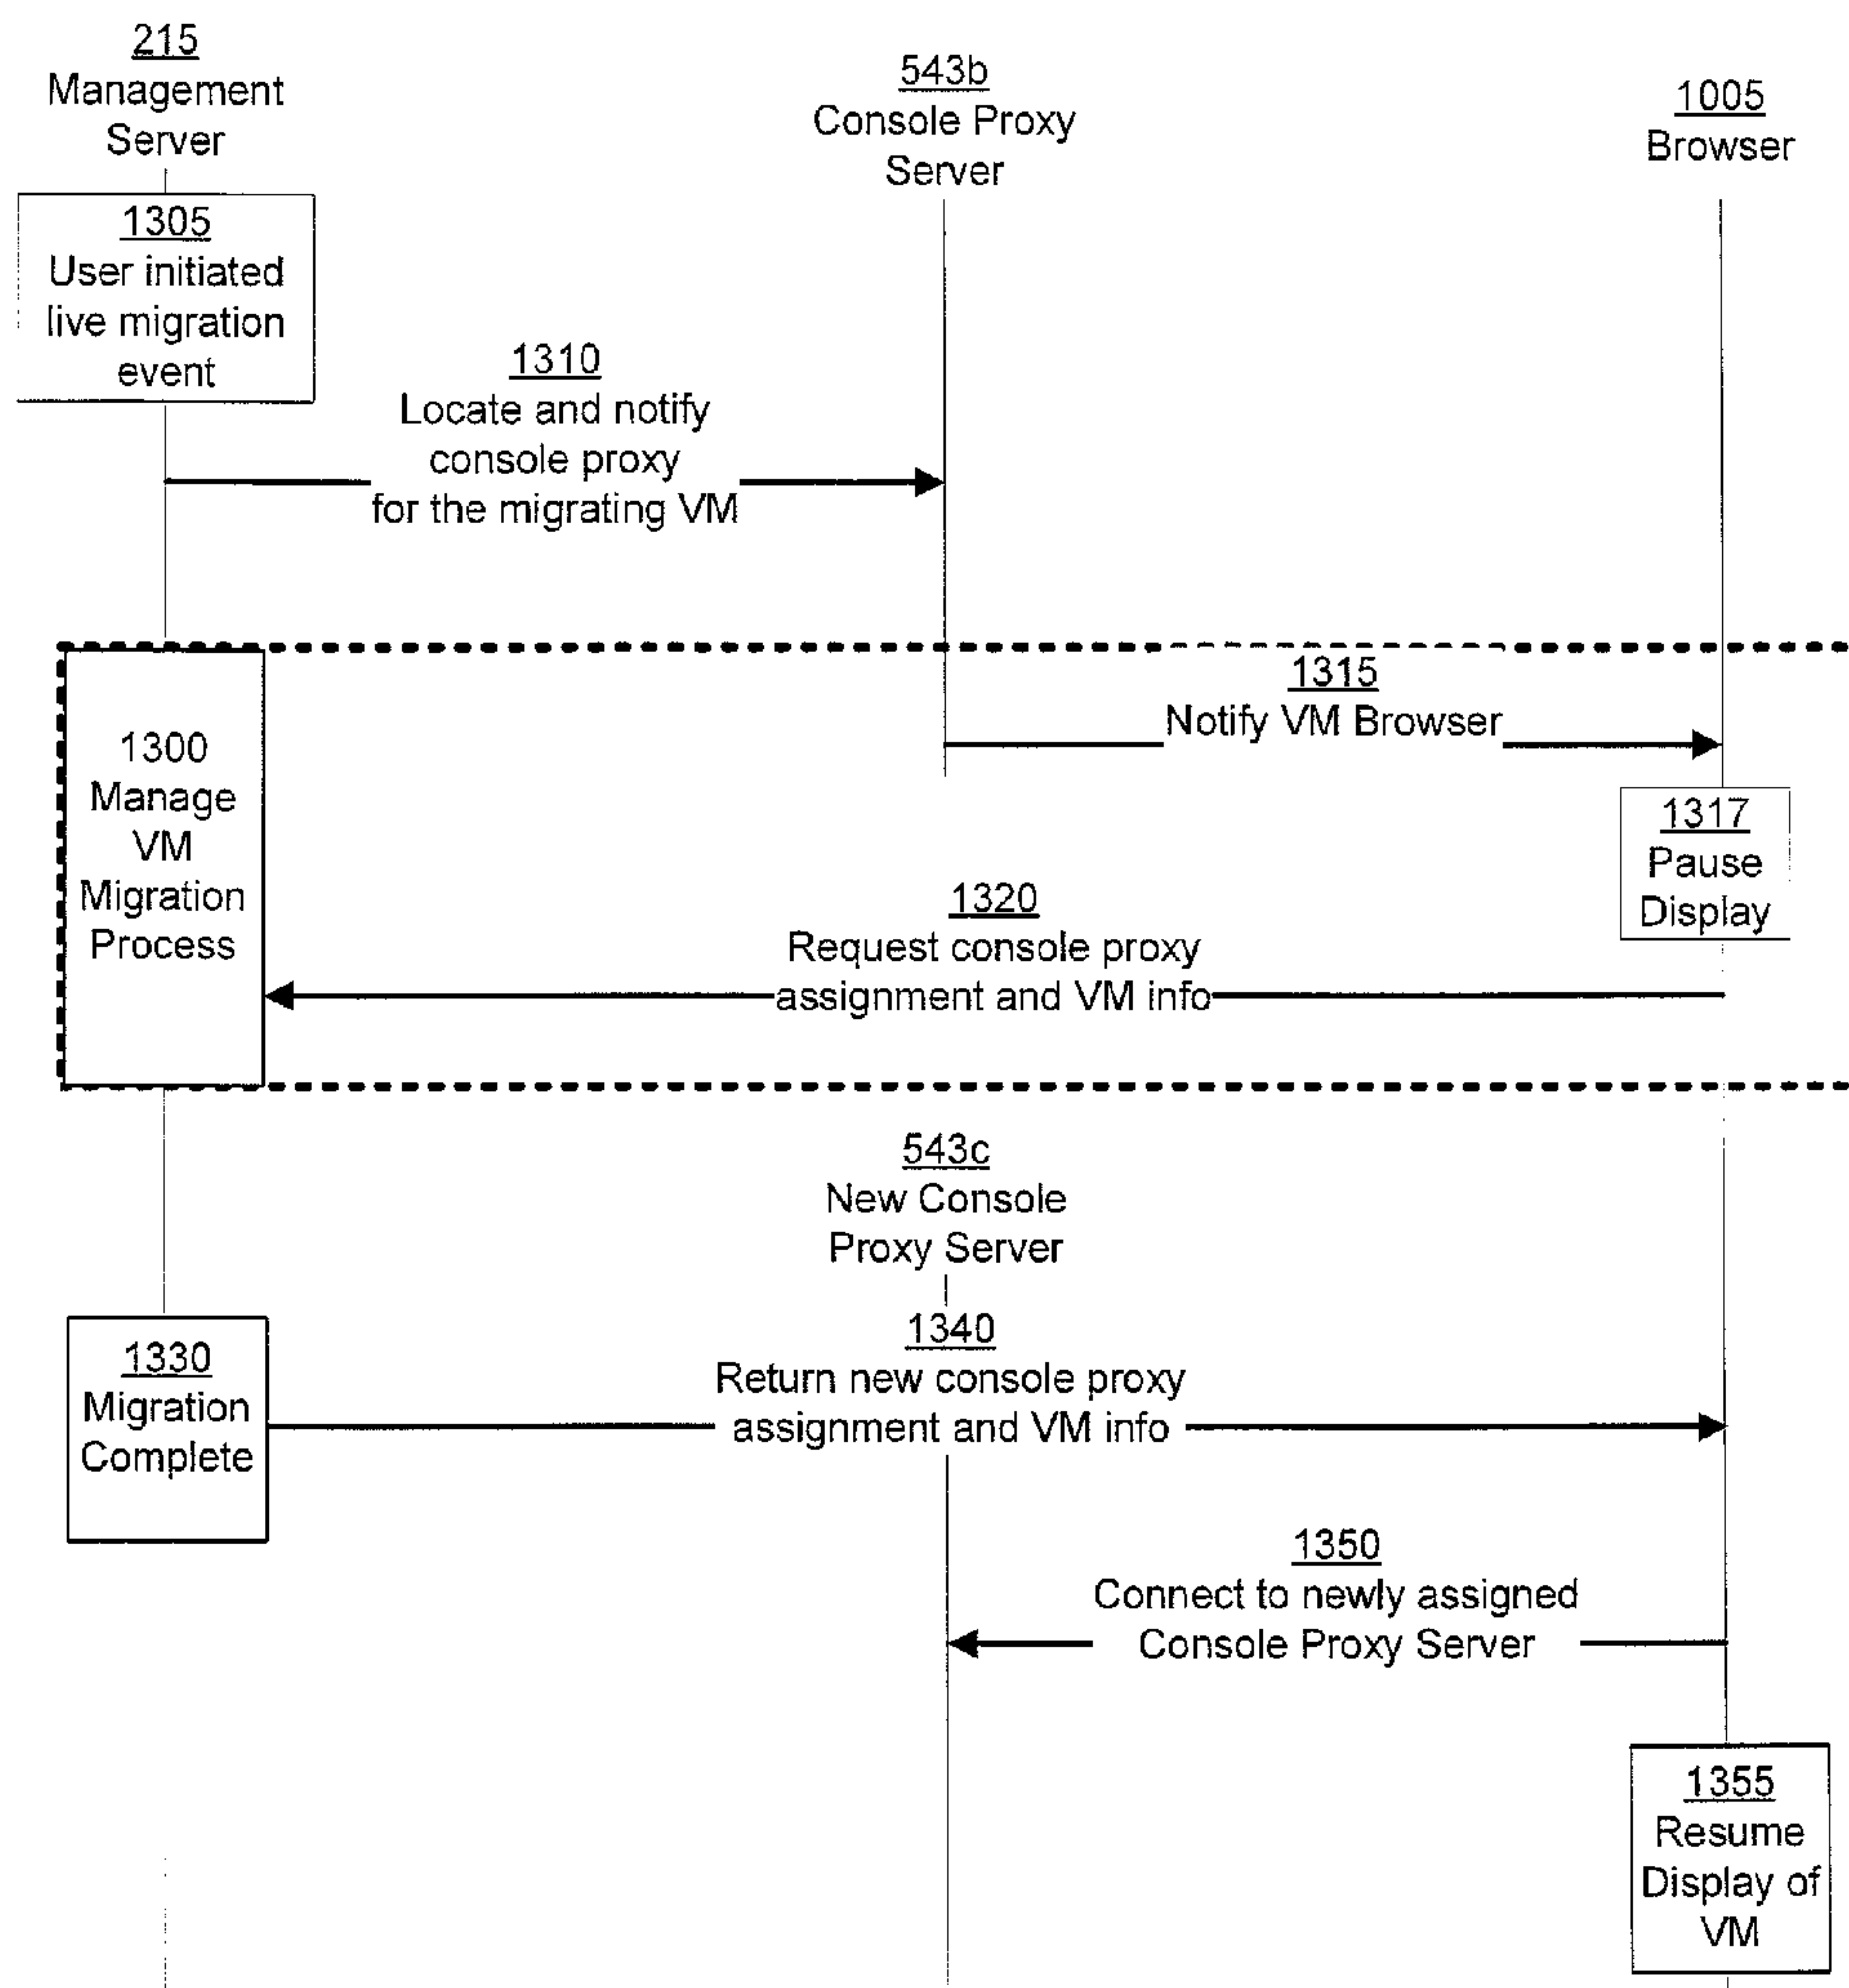 215
Management
Server
543b
Console Proxy
Server
1005
Browser
1305
User initiated
live migration
event
1310
Locate and notify
console proxy
for the migrating VM
1315
Notify VM Browser
1300
Manage
VM
Migration
Process
1317
Pause
Display
1320
Request console proxy
assignment and VM info
543c
New Console
Proxy Server
1330
Migration
Complete
1340
Return new console proxy
assignment and VM info
1350
Connect to newly assigned
Console Proxy Server
1355
Resume
Display of
VM